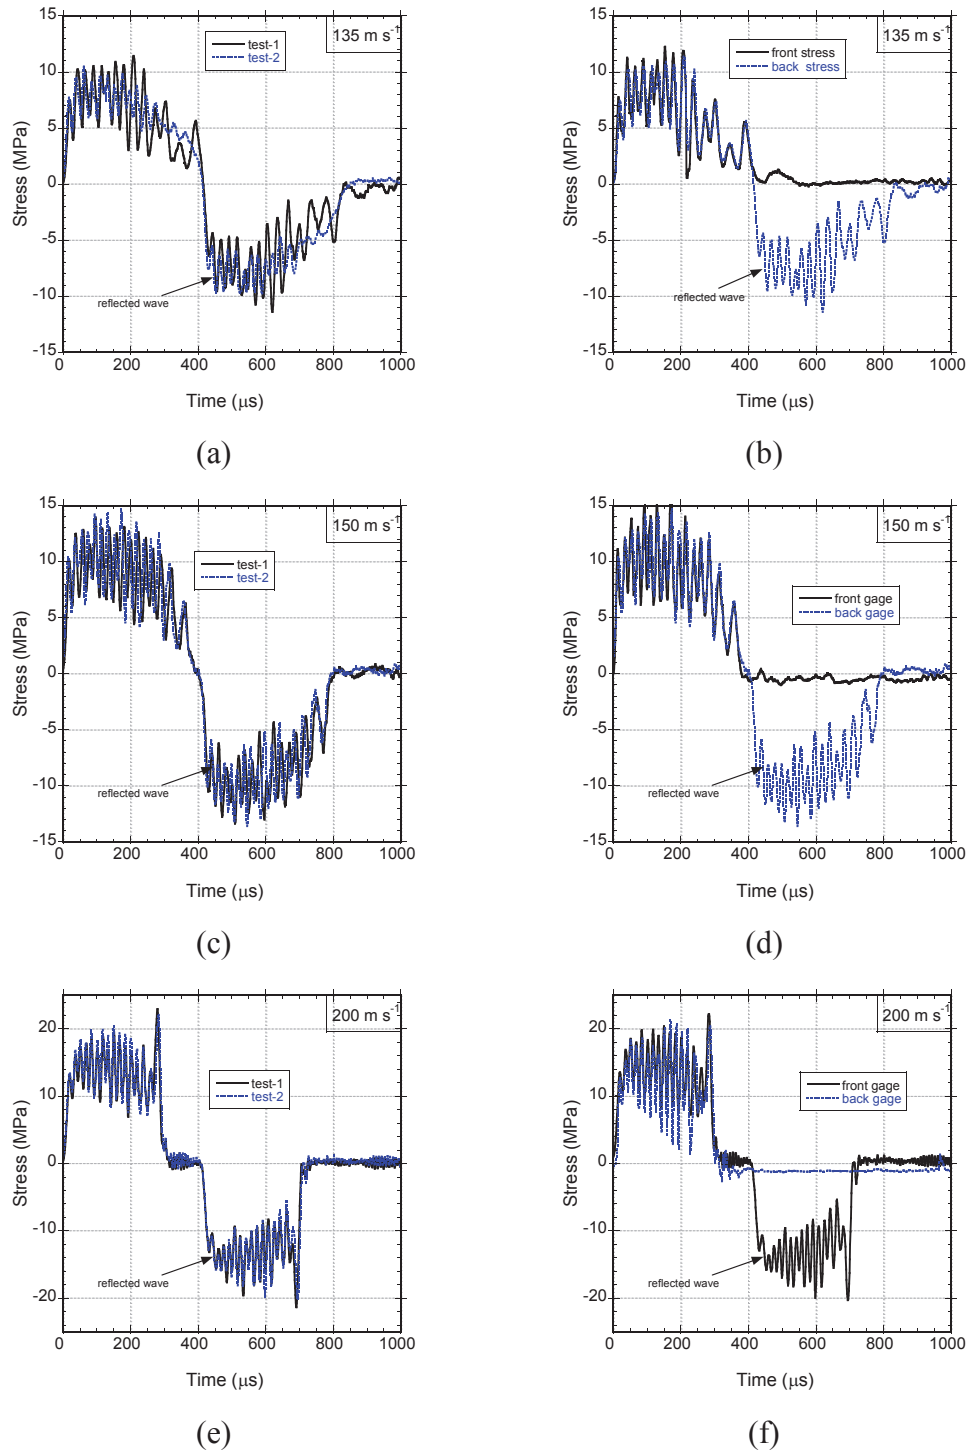 15
10
5
0
-5
-10
-15
0 200 400 600 800 1000
Stress (MPa)
Time (μs)
135 m s⁻¹
test-1
test-2
reflected wave
(a)
15
10
5
0
-5
-10
-15
0 200 400 600 800 1000
Stress (MPa)
Time (μs)
135 m s⁻¹
front stress
back stress
reflected wave
(b)
15
10
5
0
-5
-10
-15
0 200 400 600 800 1000
Stress (MPa)
Time (μs)
150 m s⁻¹
test-1
test-2
reflected wave
(c)
15
10
5
0
-5
-10
-15
0 200 400 600 800 1000
Stress (MPa)
Time (μs)
150 m s⁻¹
front gage
back gage
reflected wave
(d)
20
10
0
-10
-20
0 200 400 600 800 1000
Stress (MPa)
Time (μs)
200 m s⁻¹
test-1
test-2
reflected wave
(e)
20
10
0
-10
-20
0 200 400 600 800 1000
Stress (MPa)
Time (μs)
200 m s⁻¹
front gage
back gage
reflected wave
(f)